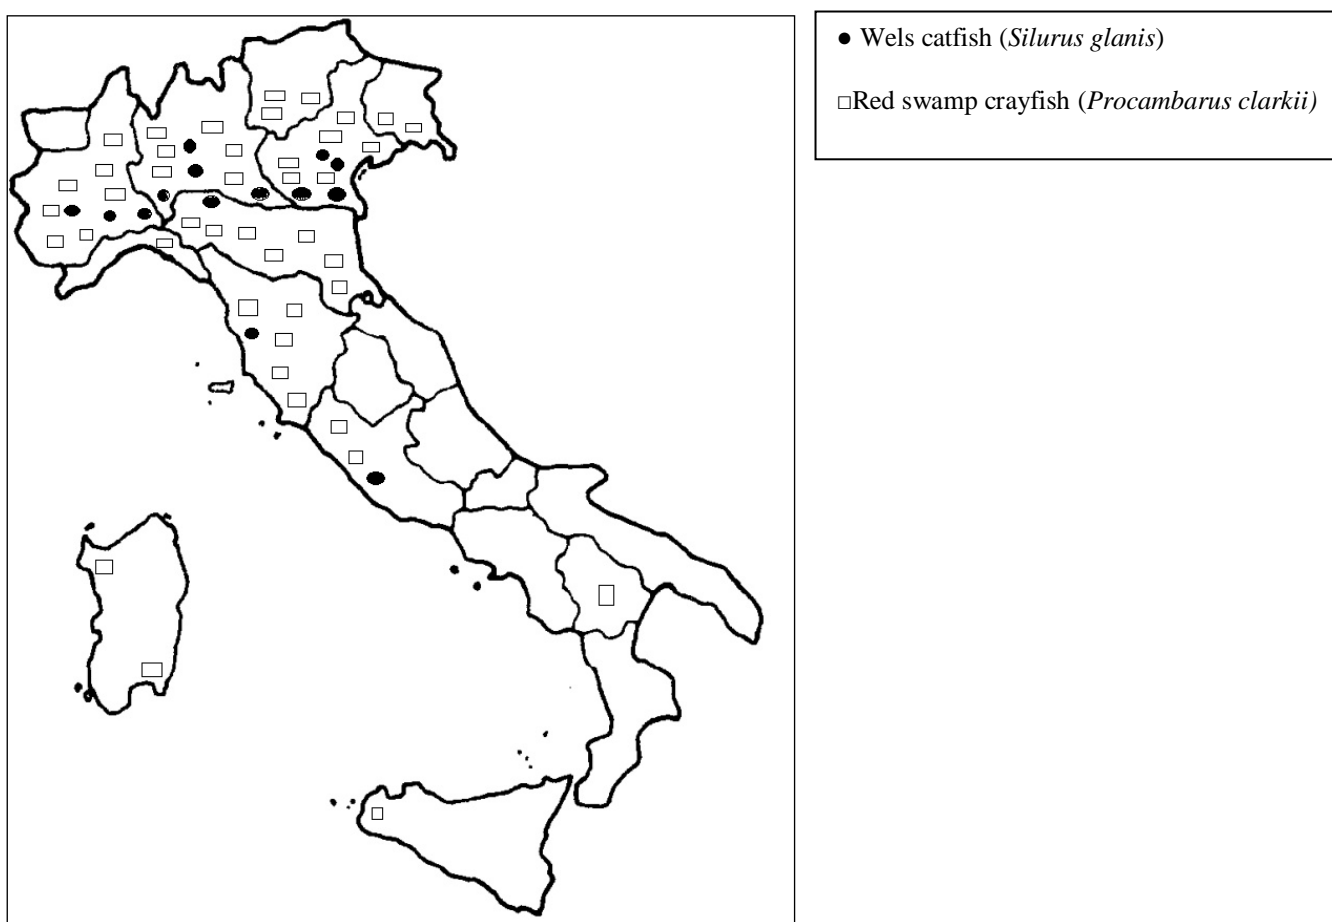 ● Wels catfish (Silurus glanis)
□Red swamp crayfish (Procambarus clarkii)